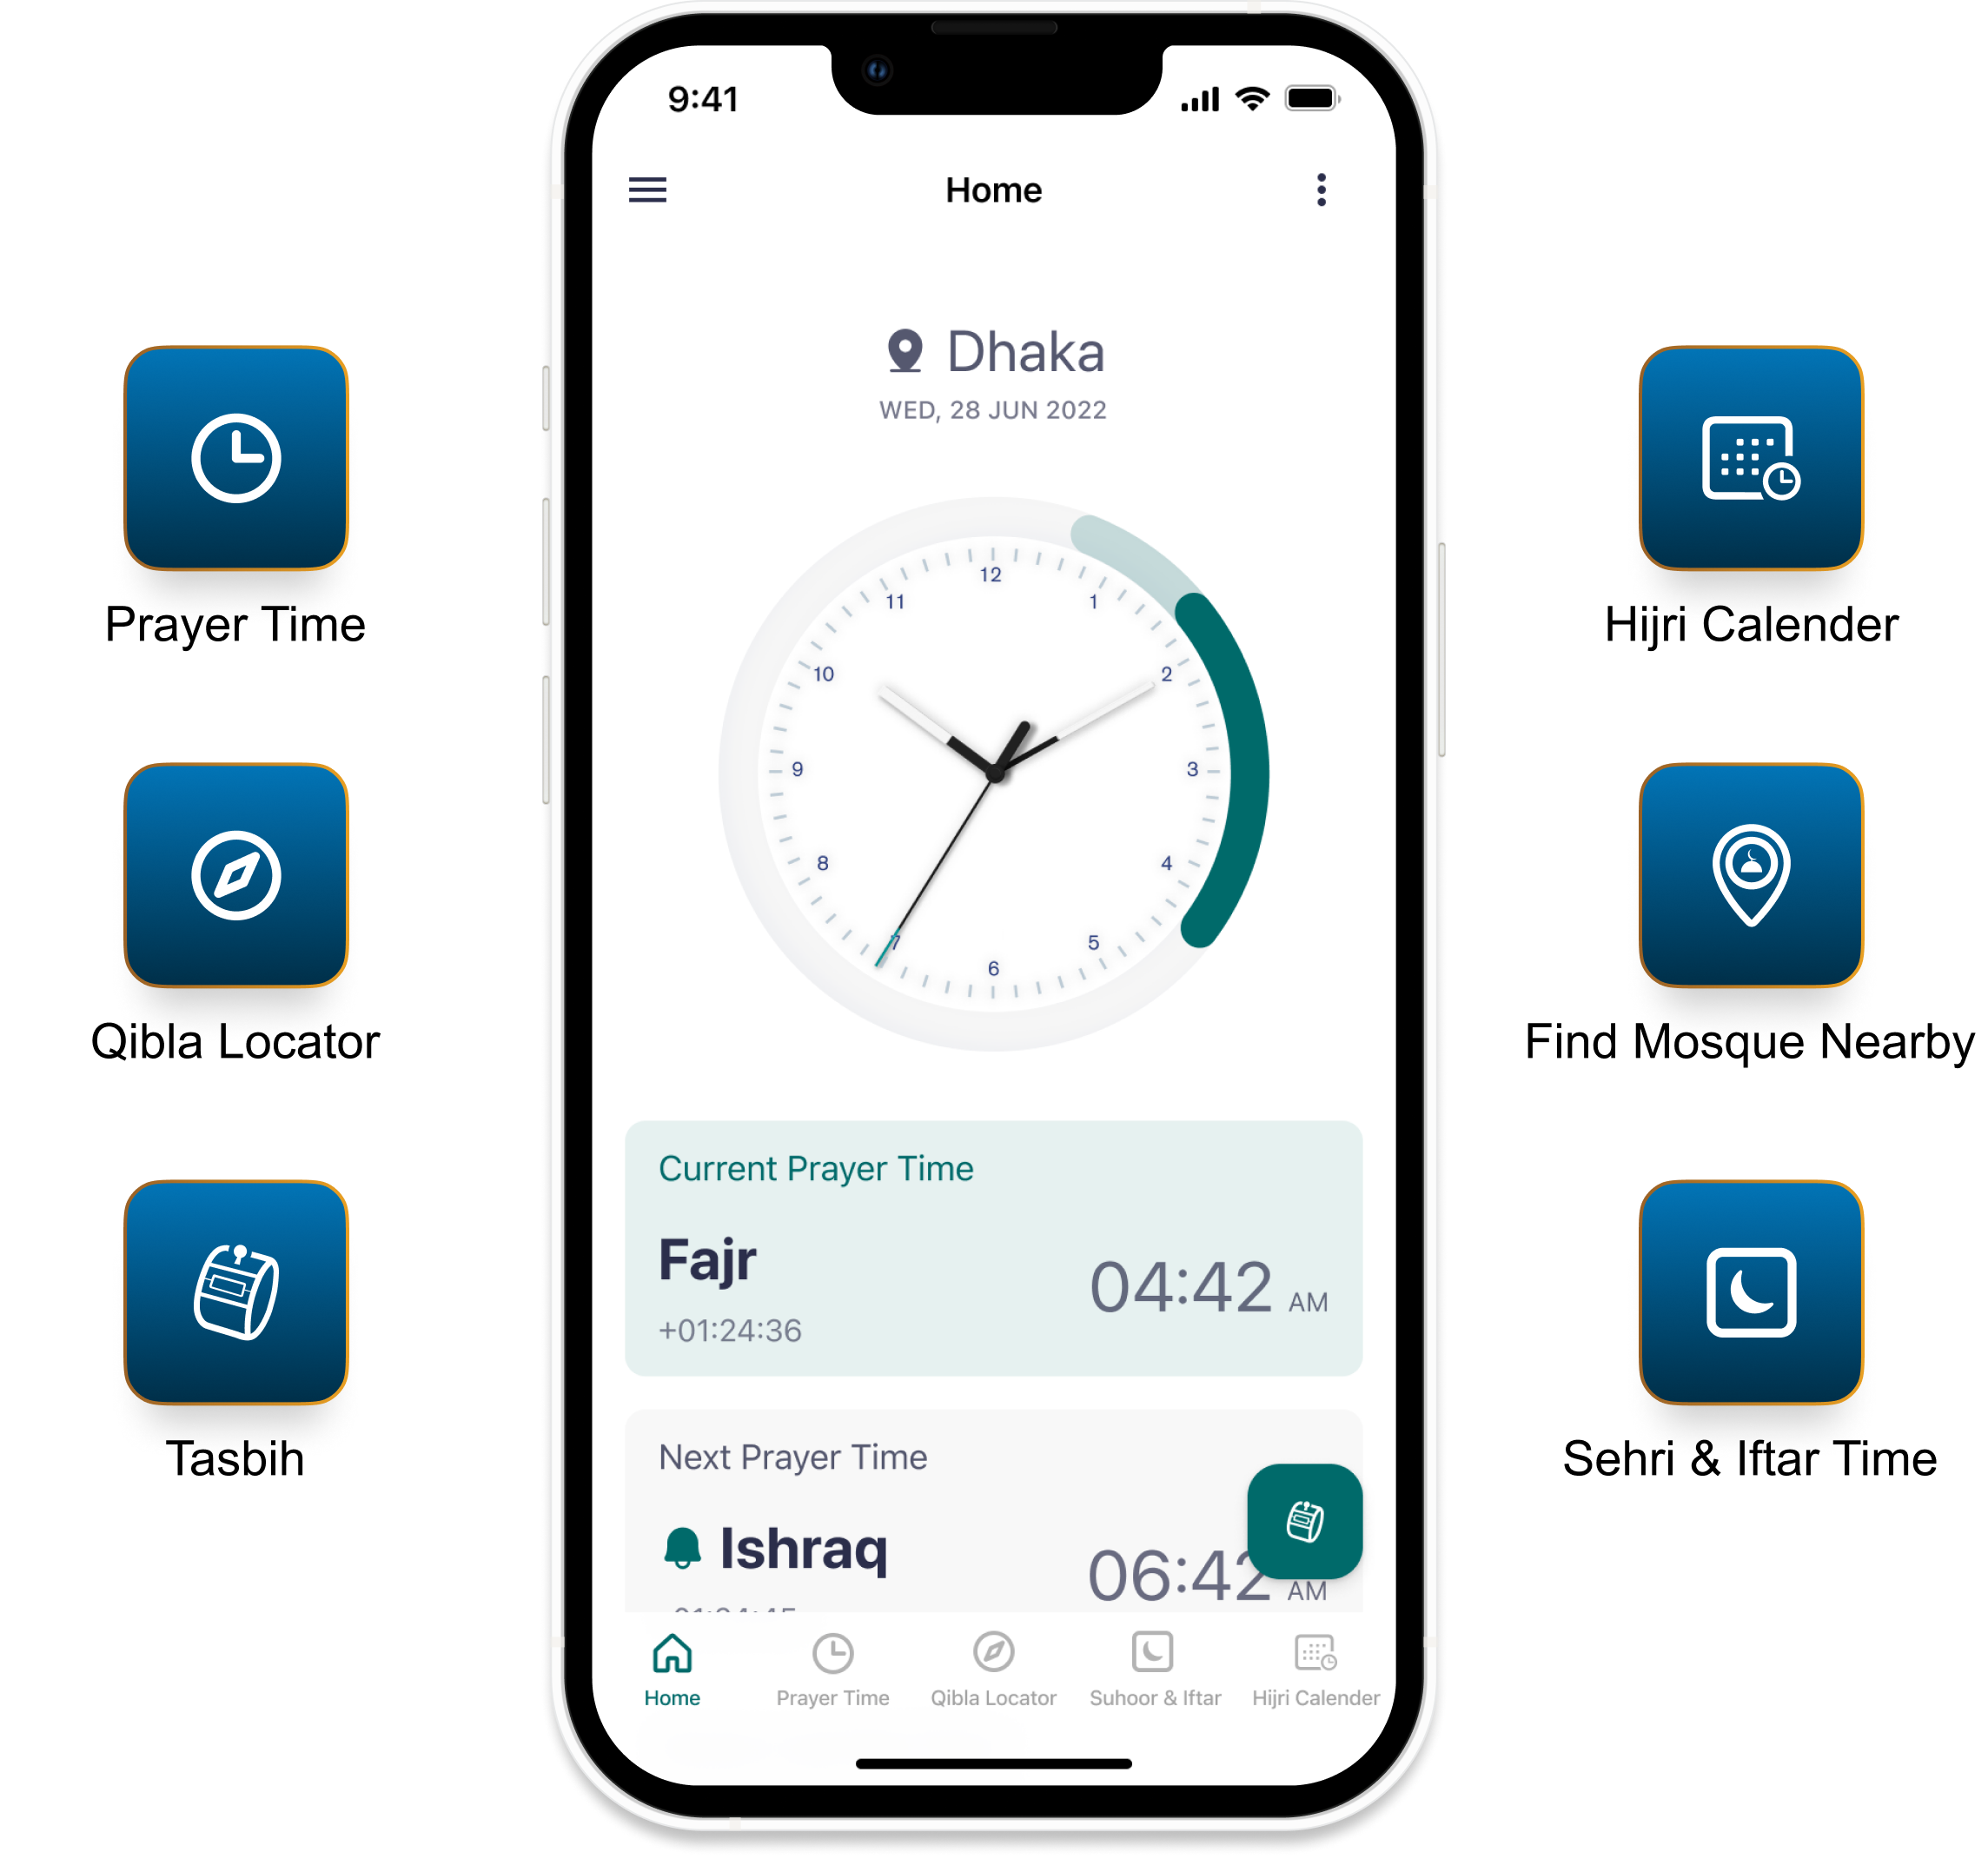 9:41
Home
Dhaka
WED, 28 JUN 2022
12
11
1
10
2
9
3
8
4
7
5
6
Current Prayer Time
Fajr
04:42 AM
+01:24:36
Next Prayer Time
Ishraq
06:42 AM
Home
Prayer Time
Qibla Locator
Suhoor & Iftar
Hijri Calender
Prayer Time
Qibla Locator
Tasbih
Hijri Calender
Find Mosque Nearby
Sehri & Iftar Time